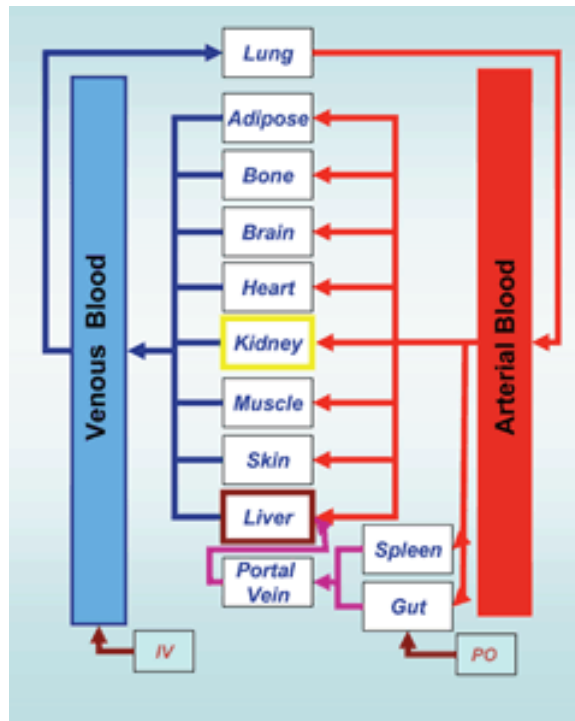 Lung
Adipose
Bone
Brain
Heart
Kidney
Muscle
Skin
Liver
Portal
Vein
Spleen
Gut
Venous Blood
Arterial Blood
IV
PO